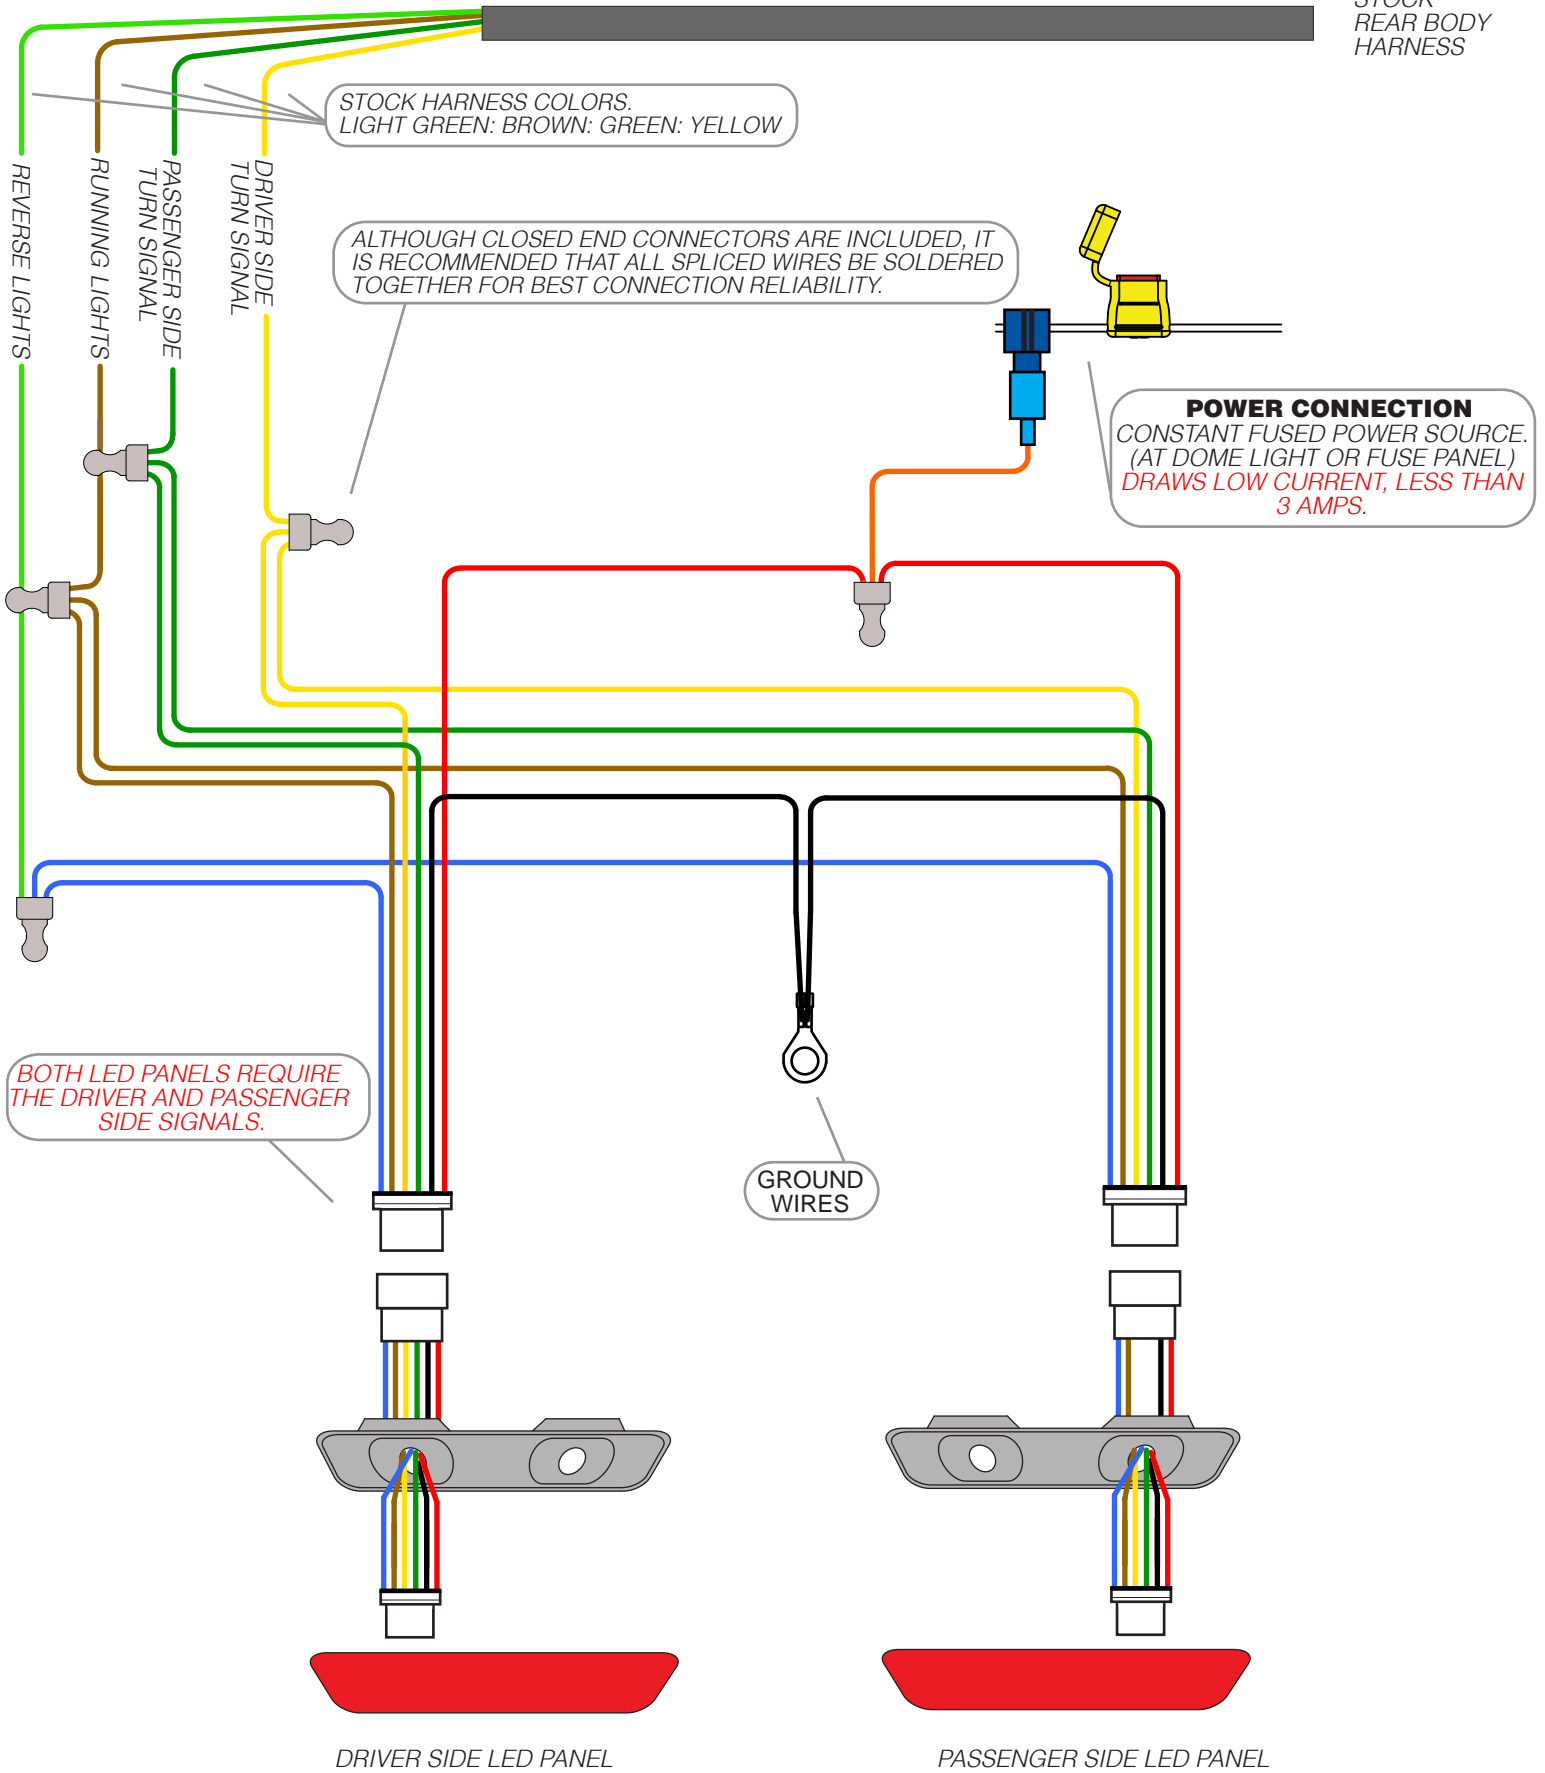 STOCK
REAR BODY
HARNESS
STOCK HARNESS COLORS.
LIGHT GREEN: BROWN: GREEN: YELLOW
REVERSE LIGHTS
RUNNING LIGHTS
PASSENGER SIDE
TURN SIGNAL
DRIVER SIDE
TURN SIGNAL
ALTHOUGH CLOSED END CONNECTORS ARE INCLUDED, IT
IS RECOMMENDED THAT ALL SPLICED WIRES BE SOLDERED
TOGETHER FOR BEST CONNECTION RELIABILITY.
POWER CONNECTION
CONSTANT FUSED POWER SOURCE.
(AT DOME LIGHT OR FUSE PANEL)
DRAWS LOW CURRENT, LESS THAN
3 AMPS.
BOTH LED PANELS REQUIRE
THE DRIVER AND PASSENGER
SIDE SIGNALS.
GROUND
WIRES
DRIVER SIDE LED PANEL
PASSENGER SIDE LED PANEL